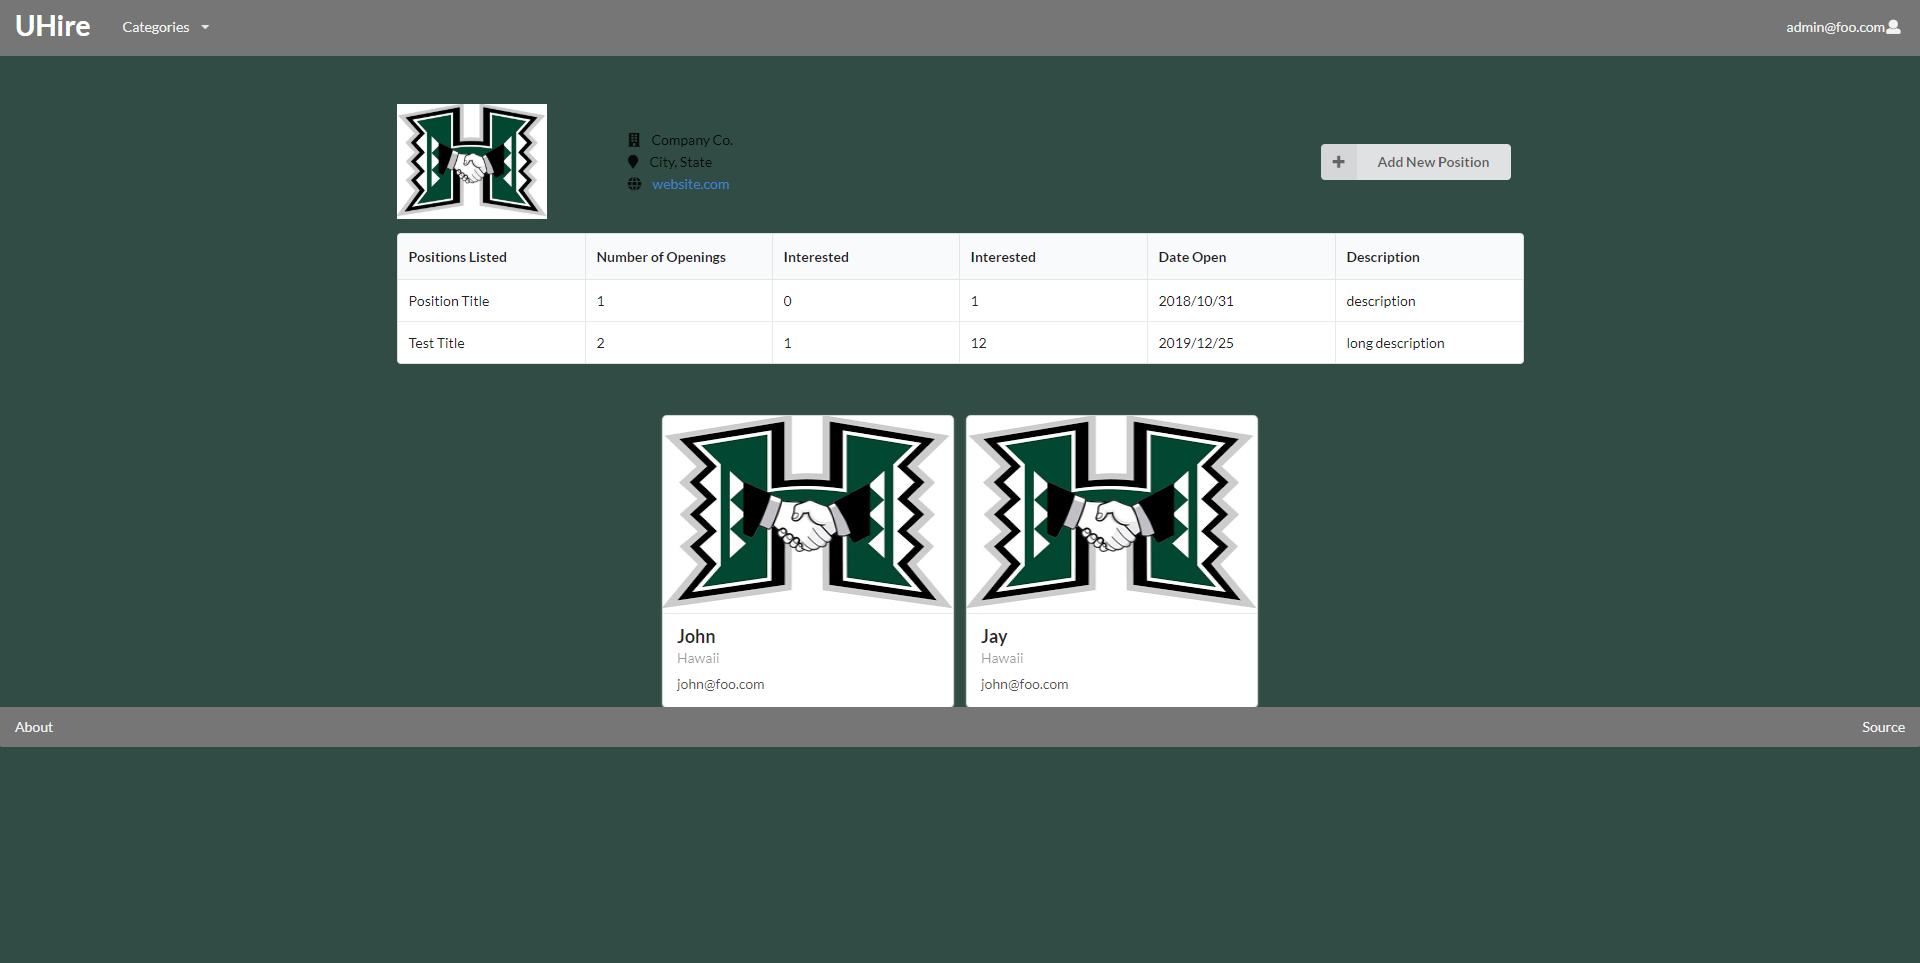 UHire Categories admin@foo.com
Company Co.
City, State
website.com
Add New Position
Positions Listed Number of Openings Interested Interested Date Open Description
Position Title 1 0 1 2018/10/31 description
Test Title 2 1 12 2019/12/25 long description
John
Hawaii
john@foo.com
Jay
Hawaii
john@foo.com
About Source